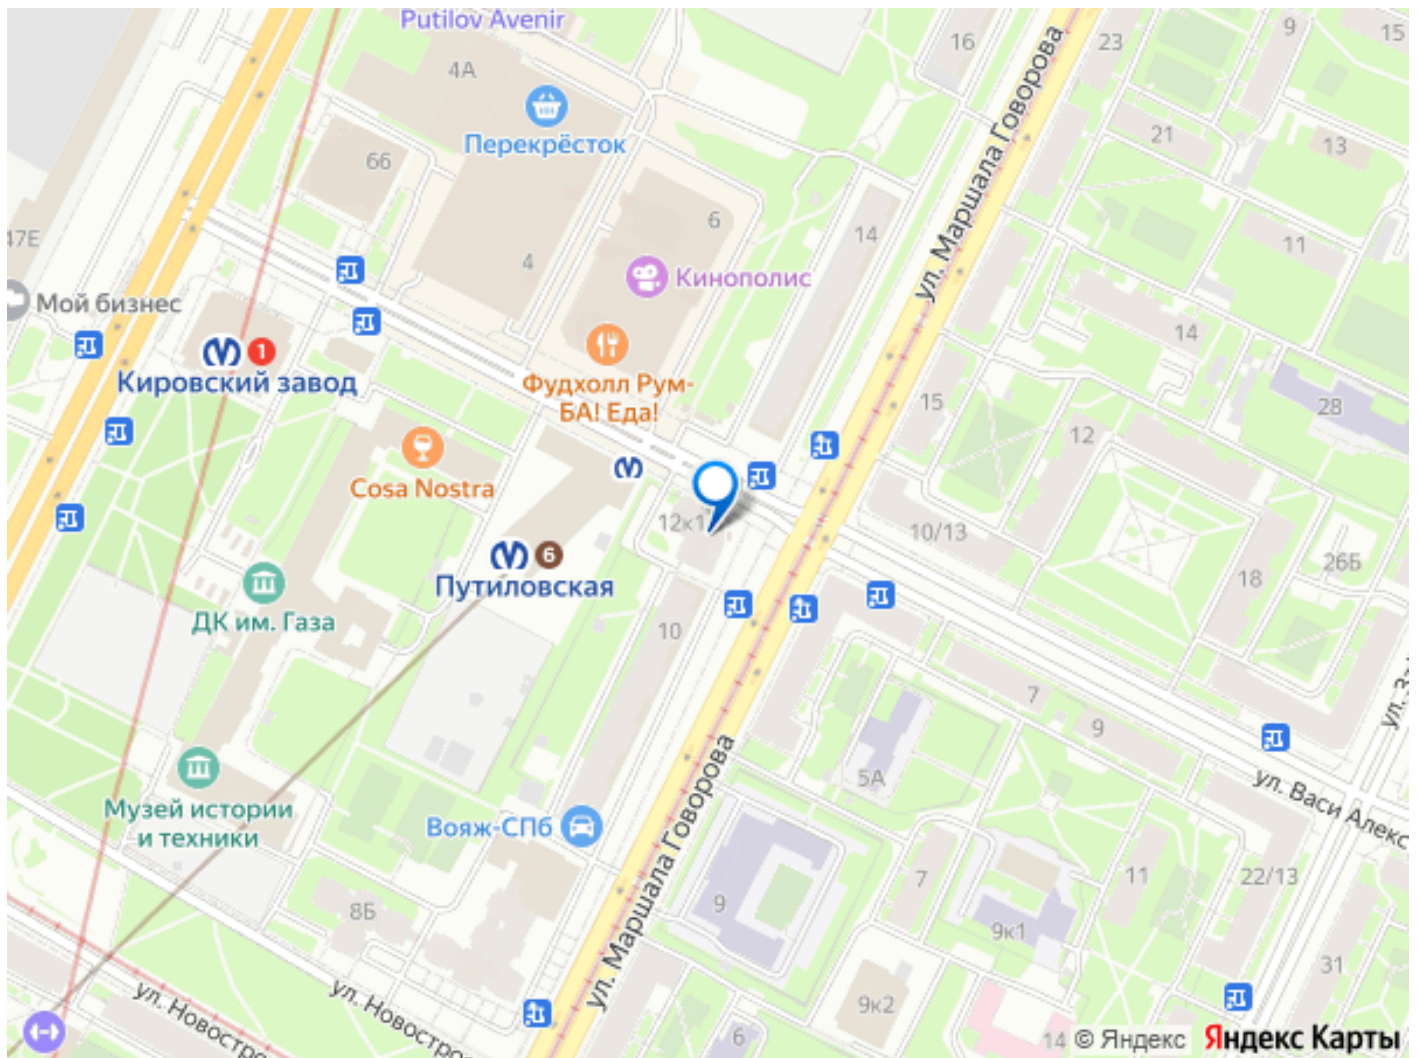 Putilov Avenir
16
23
9
15
4А
Перекрёсток
21
13
66
6
14
11
47Е
4
Кинополис
ул. Маршала Говорова
Мой бизнес
14
1
Кировский завод
Фудхолл Рум-
БА! Еда!
15
28
12
Cosa Nostra
12к1
10/13
6
Путиловская
26Б
18
ДК им. Газа
10
7
9
5А
ул. Васи Алекс
Музей истории
и техники
Вояж-СПб
ул. Маршала Говорова
7
11
22/13
8Б
9
9к1
31
ул. Новостро
ул. Новостро
9к2
6
14
© Яндекс Яндекс Карты